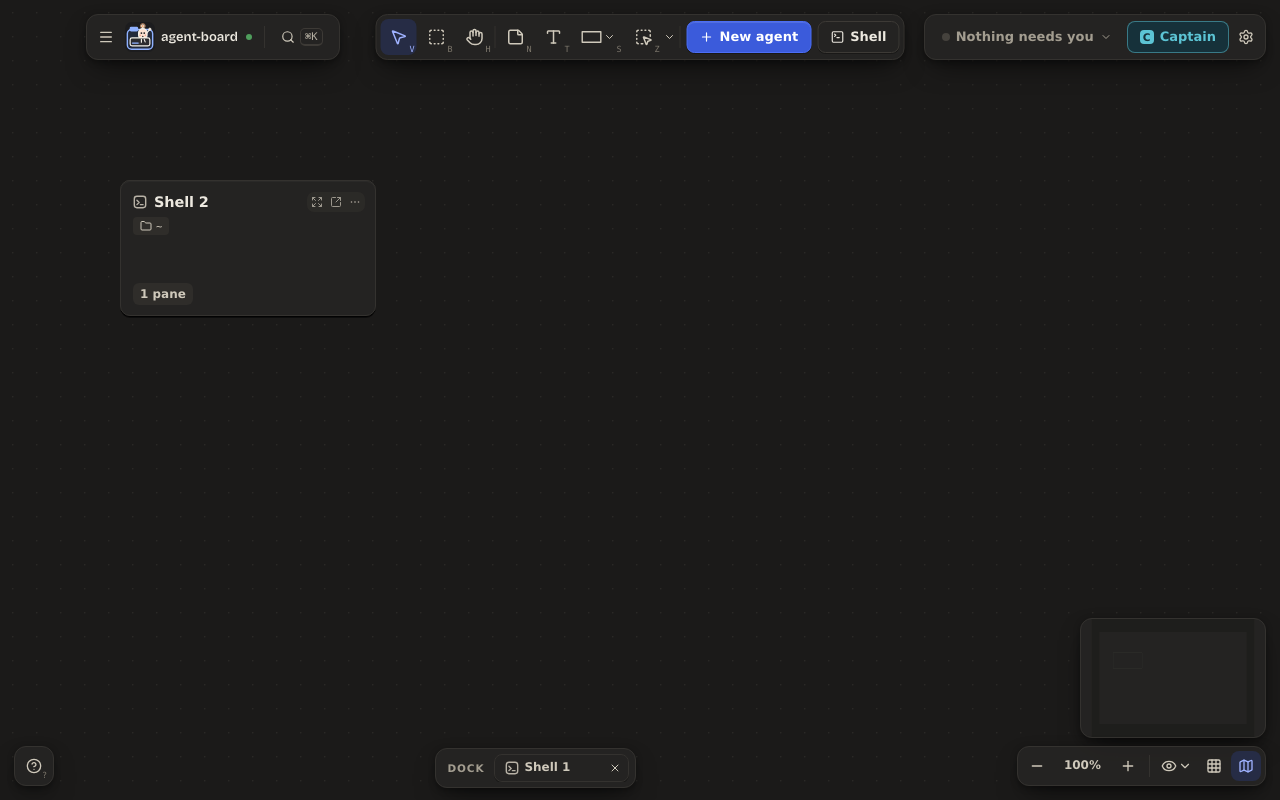 agent-board
⌘K
V
B
H
N
T
S
Z
New agent
Shell
Nothing needs you
C
Captain
Shell 2
~
1 pane
?
DOCK
Shell 1
100%